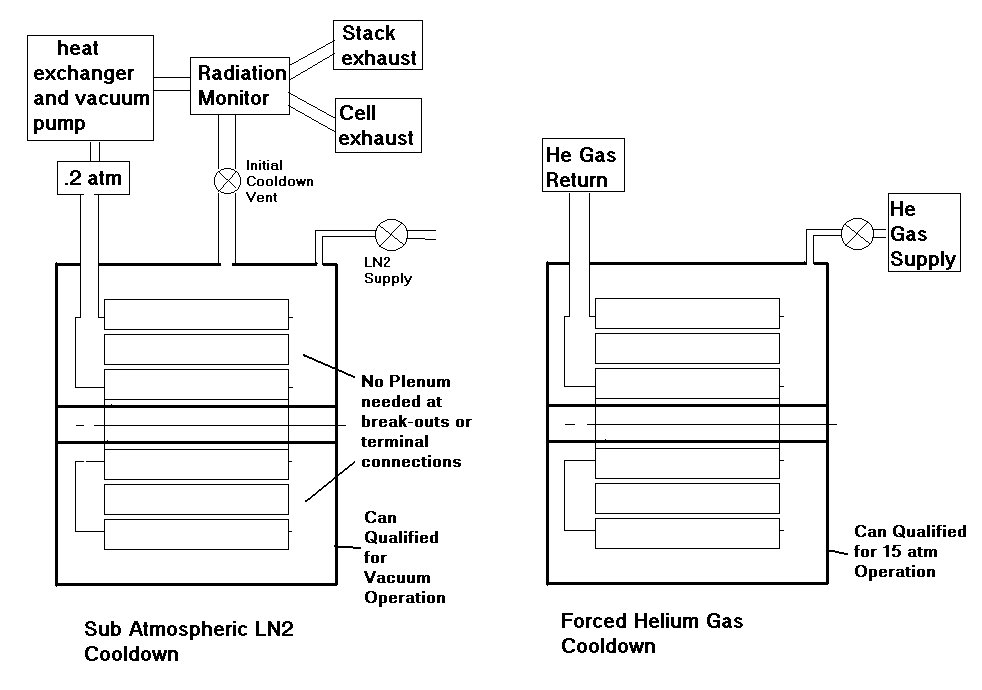 heat
exchanger
and vacuum
pump
Radiation
Monitor
Stack
exhaust
Cell
exhaust
.2 atm
Initial
Cooldown
Vent
LN2
Supply
No Plenum
needed at
break-outs or
terminal
connections
Can
Qualified
for
Vacuum
Operation
Sub Atmospheric LN2
Cooldown
He Gas
Return
He
Gas
Supply
Can Qualified
for 15 atm
Operation
Forced Helium Gas
Cooldown